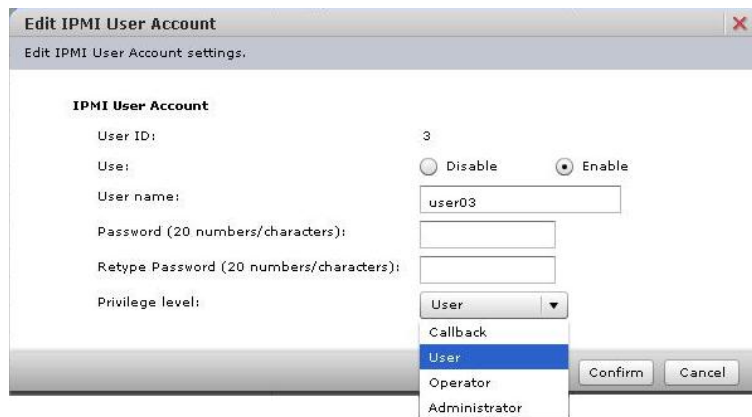 Edit IPMI User Account
Edit IPMI User Account settings.
IPMI User Account
User ID: 3
Use: Disable Enable
User name: user03
Password (20 numbers/characters):
Retype Password (20 numbers/characters):
Privilege level: User
Callback
User
Operator
Administrator
Confirm Cancel